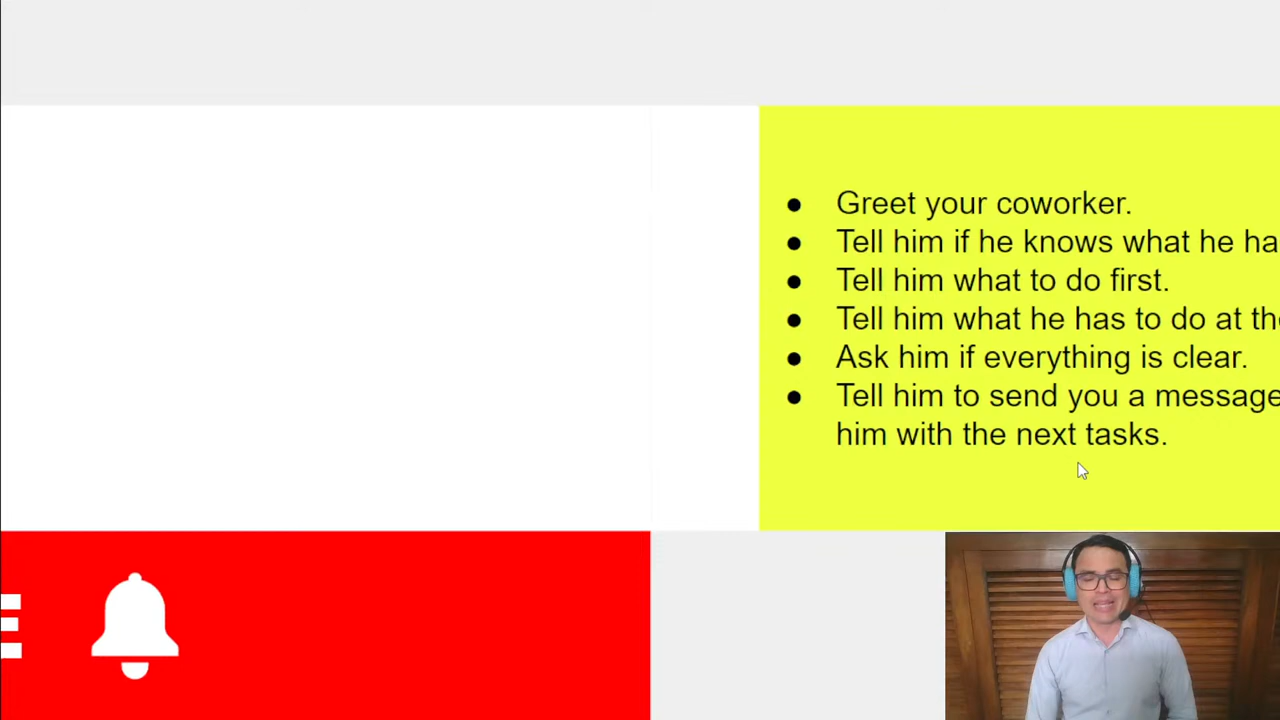 ● Greet your coworker.
● Tell him if he knows what he ha
● Tell him what to do first.
● Tell him what he has to do at the
● Ask him if everything is clear.
● Tell him to send you a message
him with the next tasks.
E